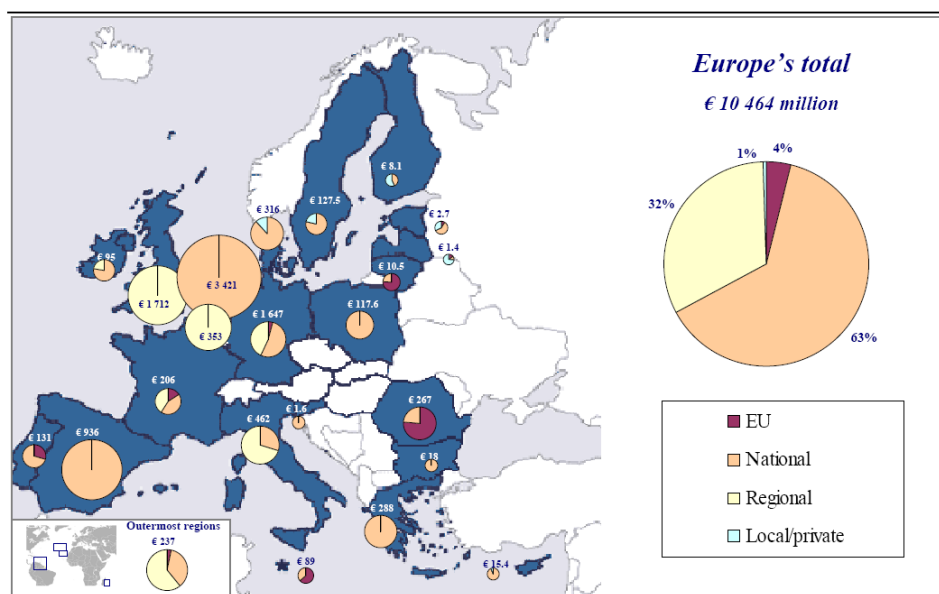 Europe's total
€ 10 464 million
4%
1%
32%
63%
EU
National
Regional
Local/private
€ 8.1
€ 127.5
€ 316
€ 2.7
€ 1.4
€ 95
€ 3 421
€ 10.5
€ 1 712
€ 353
€ 1 647
€ 117.6
€ 206
€ 462
€ 1.6
€ 267
€ 131
€ 936
€ 18
€ 288
Outermost regions
€ 237
€ 89
€ 15.4